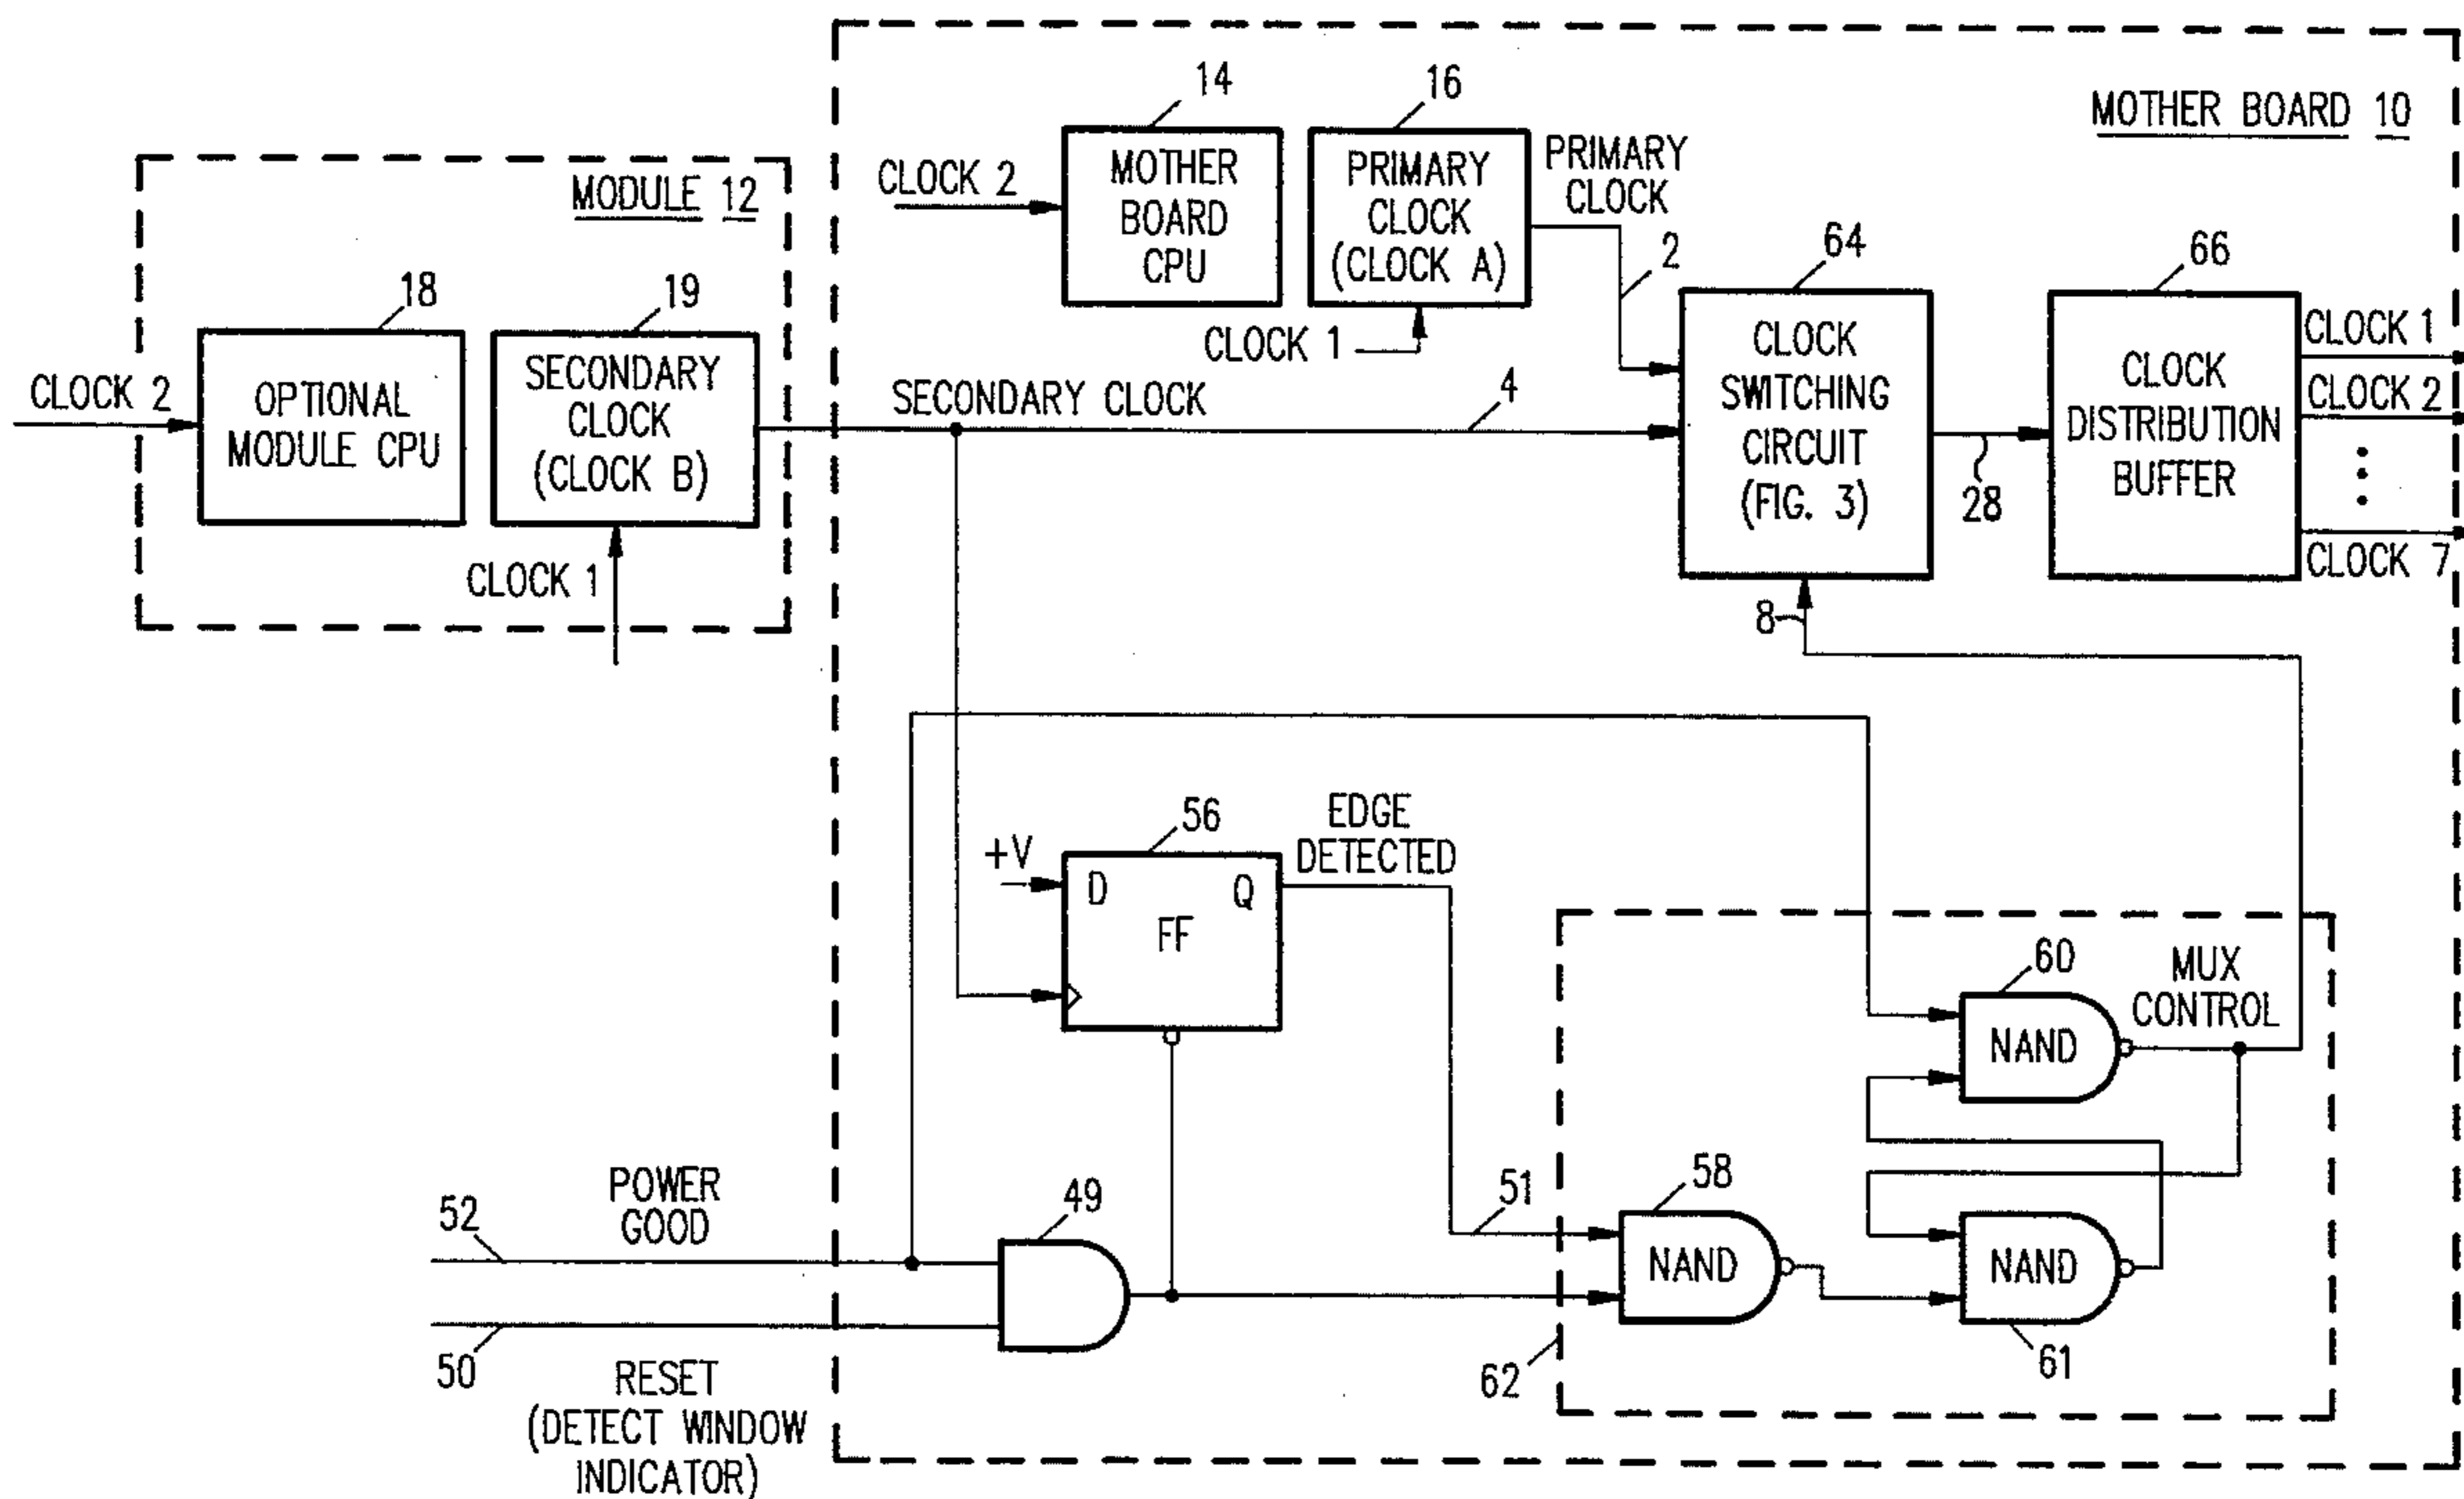 MOTHER BOARD 10
14
16
CLOCK 2
MOTHER
BOARD
CPU
PRIMARY
CLOCK
(CLOCK A)
PRIMARY
CLOCK
2
CLOCK 1
MODULE 12
18
19
CLOCK 2
OPTIONAL
MODULE CPU
SECONDARY
CLOCK
(CLOCK B)
CLOCK 1
SECONDARY CLOCK
4
64
CLOCK
SWITCHING
CIRCUIT
(FIG. 3)
28
8
66
CLOCK
DISTRIBUTION
BUFFER
CLOCK 1
CLOCK 2
CLOCK 7
56
+V
D
Q
FF
EDGE
DETECTED
60
NAND
MUX
CONTROL
52
POWER
GOOD
49
51
58
NAND
NAND
61
62
50
RESET
(DETECT WINDOW
INDICATOR)